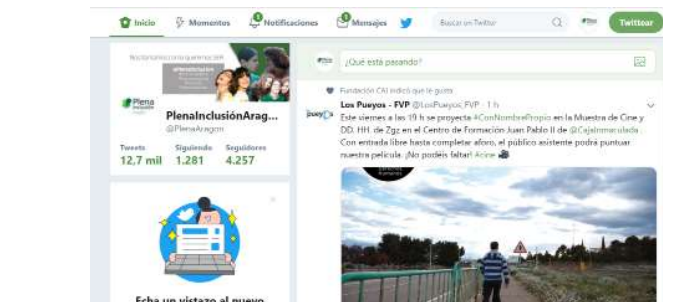 Inicio Momentos Notificaciones Mensajes Buscar en Twitter Twittear
1 9
Plena inclusión
PlenaInclusiónArag...
@PlenaAragon
Tweets Siguiendo Seguidores
12,7 mil 1.281 4.257
Echa un vistazo al nuevo
¿Qué está pasando?
Fundación CAI indicó que le gusta
Los Pueyos - FVP @LosPueyos_FVP · 1 h
Este viernes a las 19 h se proyecta #ConNombrePropio en la Muestra de Cine y
DD. HH. de Zgz en el Centro de Formación Juan Pablo II de @CajaInmaculada.
Con entrada libre hasta completar aforo, el público asistente podrá puntuar
nuestra película. ¡No podéis faltar! #cine